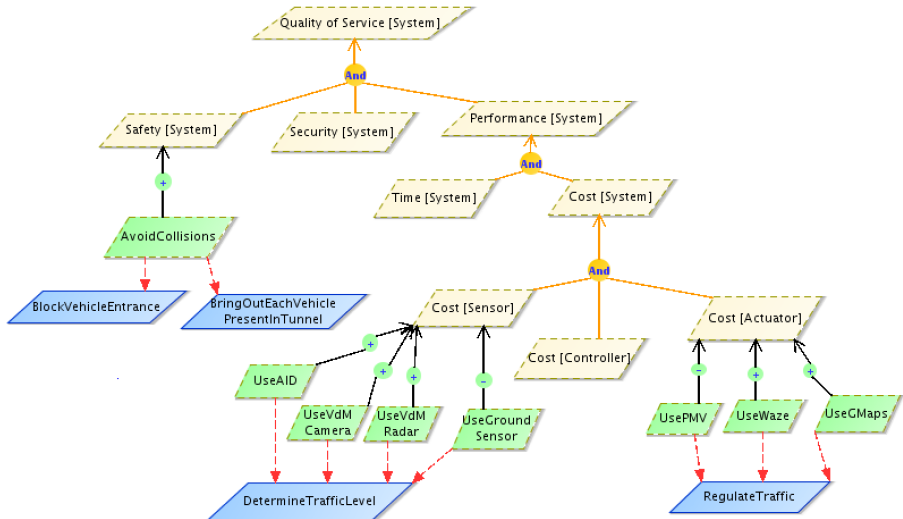 Quality of Service [System]
And
Safety [System]
Security [System]
Performance [System]
And
Time [System]
Cost [System]
+
AvoidCollisions
And
BlockVehicleEntrance
BringOutEachVehicle
PresentInTunnel
Cost [Sensor]
Cost [Controller]
Cost [Actuator]
+
+
+
-
-
+
+
UseAID
UseVdM
Camera
UseVdM
Radar
UseGround
Sensor
UsePMV
UseWaze
UseGMaps
DetermineTrafficLevel
RegulateTraffic